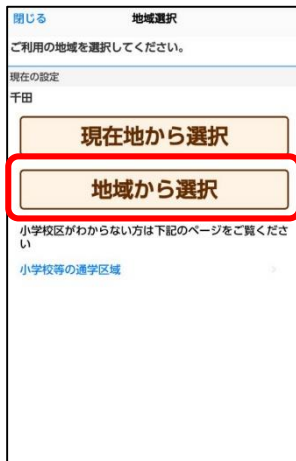 閉じる 地域選択
ご利用の地域を選択してください。
現在の設定
千田
現在地から選択
地域から選択
小学校区がわからない方は下記のページをご覧くださ
い
小学校等の通学区域